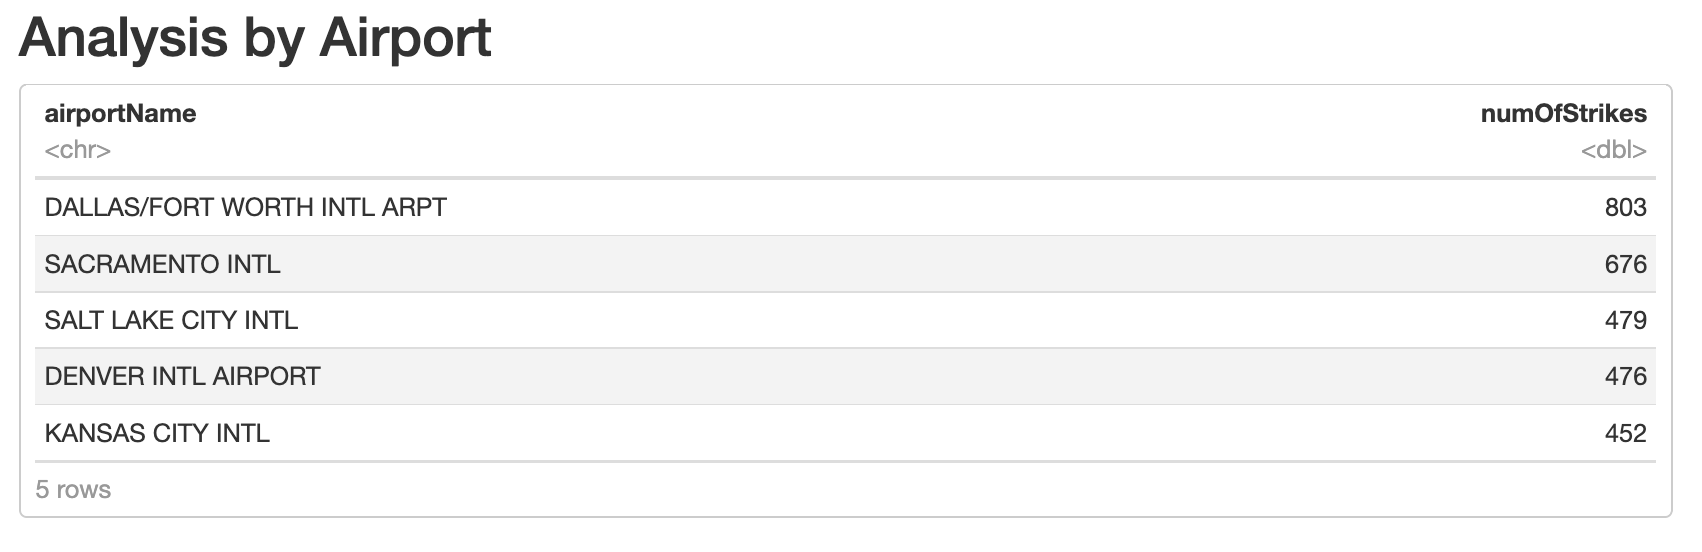 Analysis by Airport
airportName numOfStrikes
<chr> <dbl>
DALLAS/FORT WORTH INTL ARPT 803
SACRAMENTO INTL 676
SALT LAKE CITY INTL 479
DENVER INTL AIRPORT 476
KANSAS CITY INTL 452
5 rows